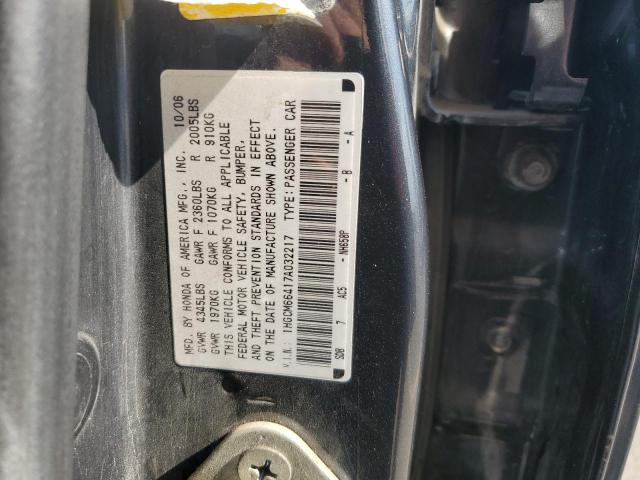 MFD. BY HONDA OF AMERICA MFG., INC. 10/06
GVWR 4345LBS GAWR F 2360LBS R 2005LBS
GVWR 1970KG GAWR F 1070KG R 910KG
THIS VEHICLE CONFORMS TO ALL APPLICABLE
FEDERAL MOTOR VEHICLE SAFETY, BUMPER,
AND THEFT PREVENTION STANDARDS IN EFFECT
ON THE DATE OF MANUFACTURE SHOWN ABOVE.
V.I.N.: 1HGCM66417A032217 TYPE:PASSENGER CAR
SDB 7 AC5 NH658P - B - A